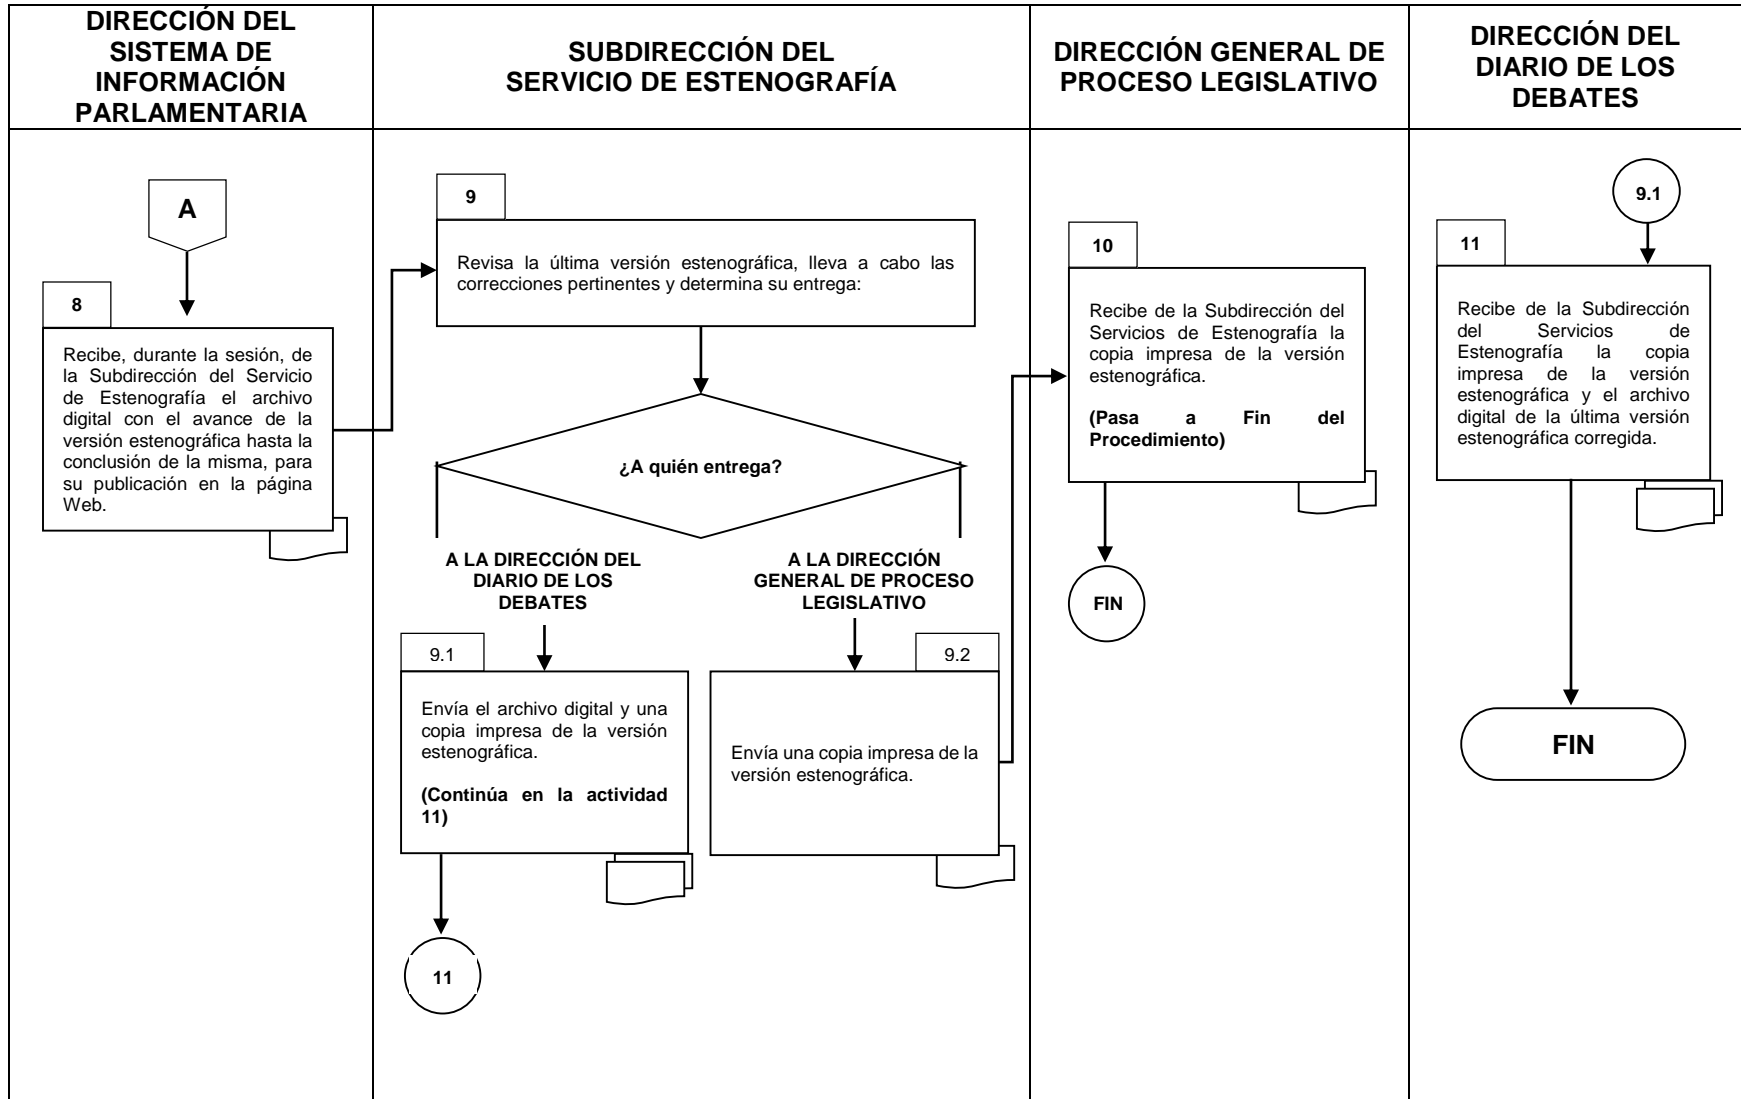 DIRECCIÓN DEL
SISTEMA DE
INFORMACIÓN
PARLAMENTARIA
SUBDIRECCIÓN DEL
SERVICIO DE ESTENOGRAFÍA
DIRECCIÓN GENERAL DE
PROCESO LEGISLATIVO
DIRECCIÓN DEL
DIARIO DE LOS
DEBATES
A
8
Recibe, durante la sesión, de
la Subdirección del Servicio
de Estenografía el archivo
digital con el avance de la
versión estenográfica hasta la
conclusión de la misma, para
su publicación en la página
Web.
9
Revisa la última versión estenográfica, lleva a cabo las
correcciones pertinentes y determina su entrega:
¿A quién entrega?
A LA DIRECCIÓN DEL
DIARIO DE LOS
DEBATES
A LA DIRECCIÓN
GENERAL DE PROCESO
LEGISLATIVO
9.1
Envía el archivo digital y una
copia impresa de la versión
estenográfica.
(Continúa en la actividad
11)
11
9.2
Envía una copia impresa de la
versión estenográfica.
10
Recibe de la Subdirección del
Servicios de Estenografía la
copia impresa de la versión
estenográfica.
(Pasa a Fin del
Procedimiento)
FIN
9.1
11
Recibe de la Subdirección
del Servicios de
Estenografía la copia
impresa de la versión
estenográfica y el archivo
digital de la última versión
estenográfica corregida.
FIN